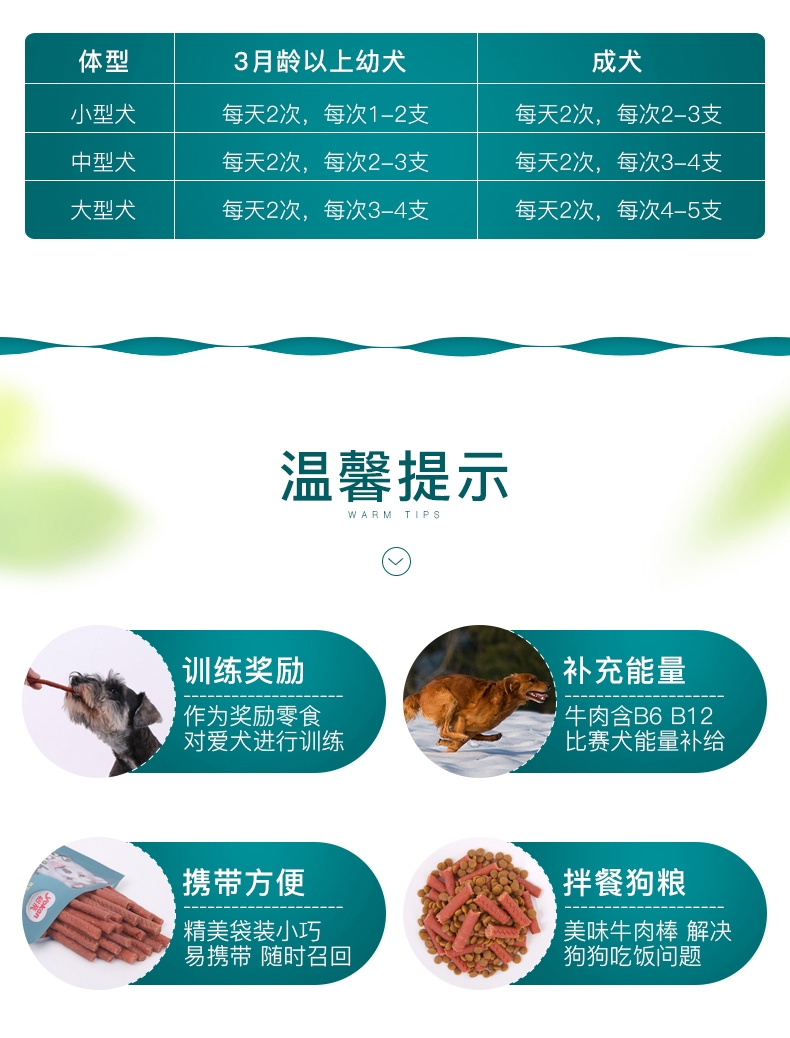 体型 3月龄以上幼犬 成犬
小型犬 每天2次，每次1-2支 每天2次，每次2-3支
中型犬 每天2次，每次2-3支 每天2次，每次3-4支
大型犬 每天2次，每次3-4支 每天2次，每次4-5支
温馨提示
WARM TIPS
训练奖励
作为奖励零食
对爱犬进行训练
补充能量
牛肉含B6 B12
比赛犬能量补给
携带方便
精美袋装小巧
易携带 随时召回
拌餐狗粮
美味牛肉棒 解决
狗狗吃饭问题